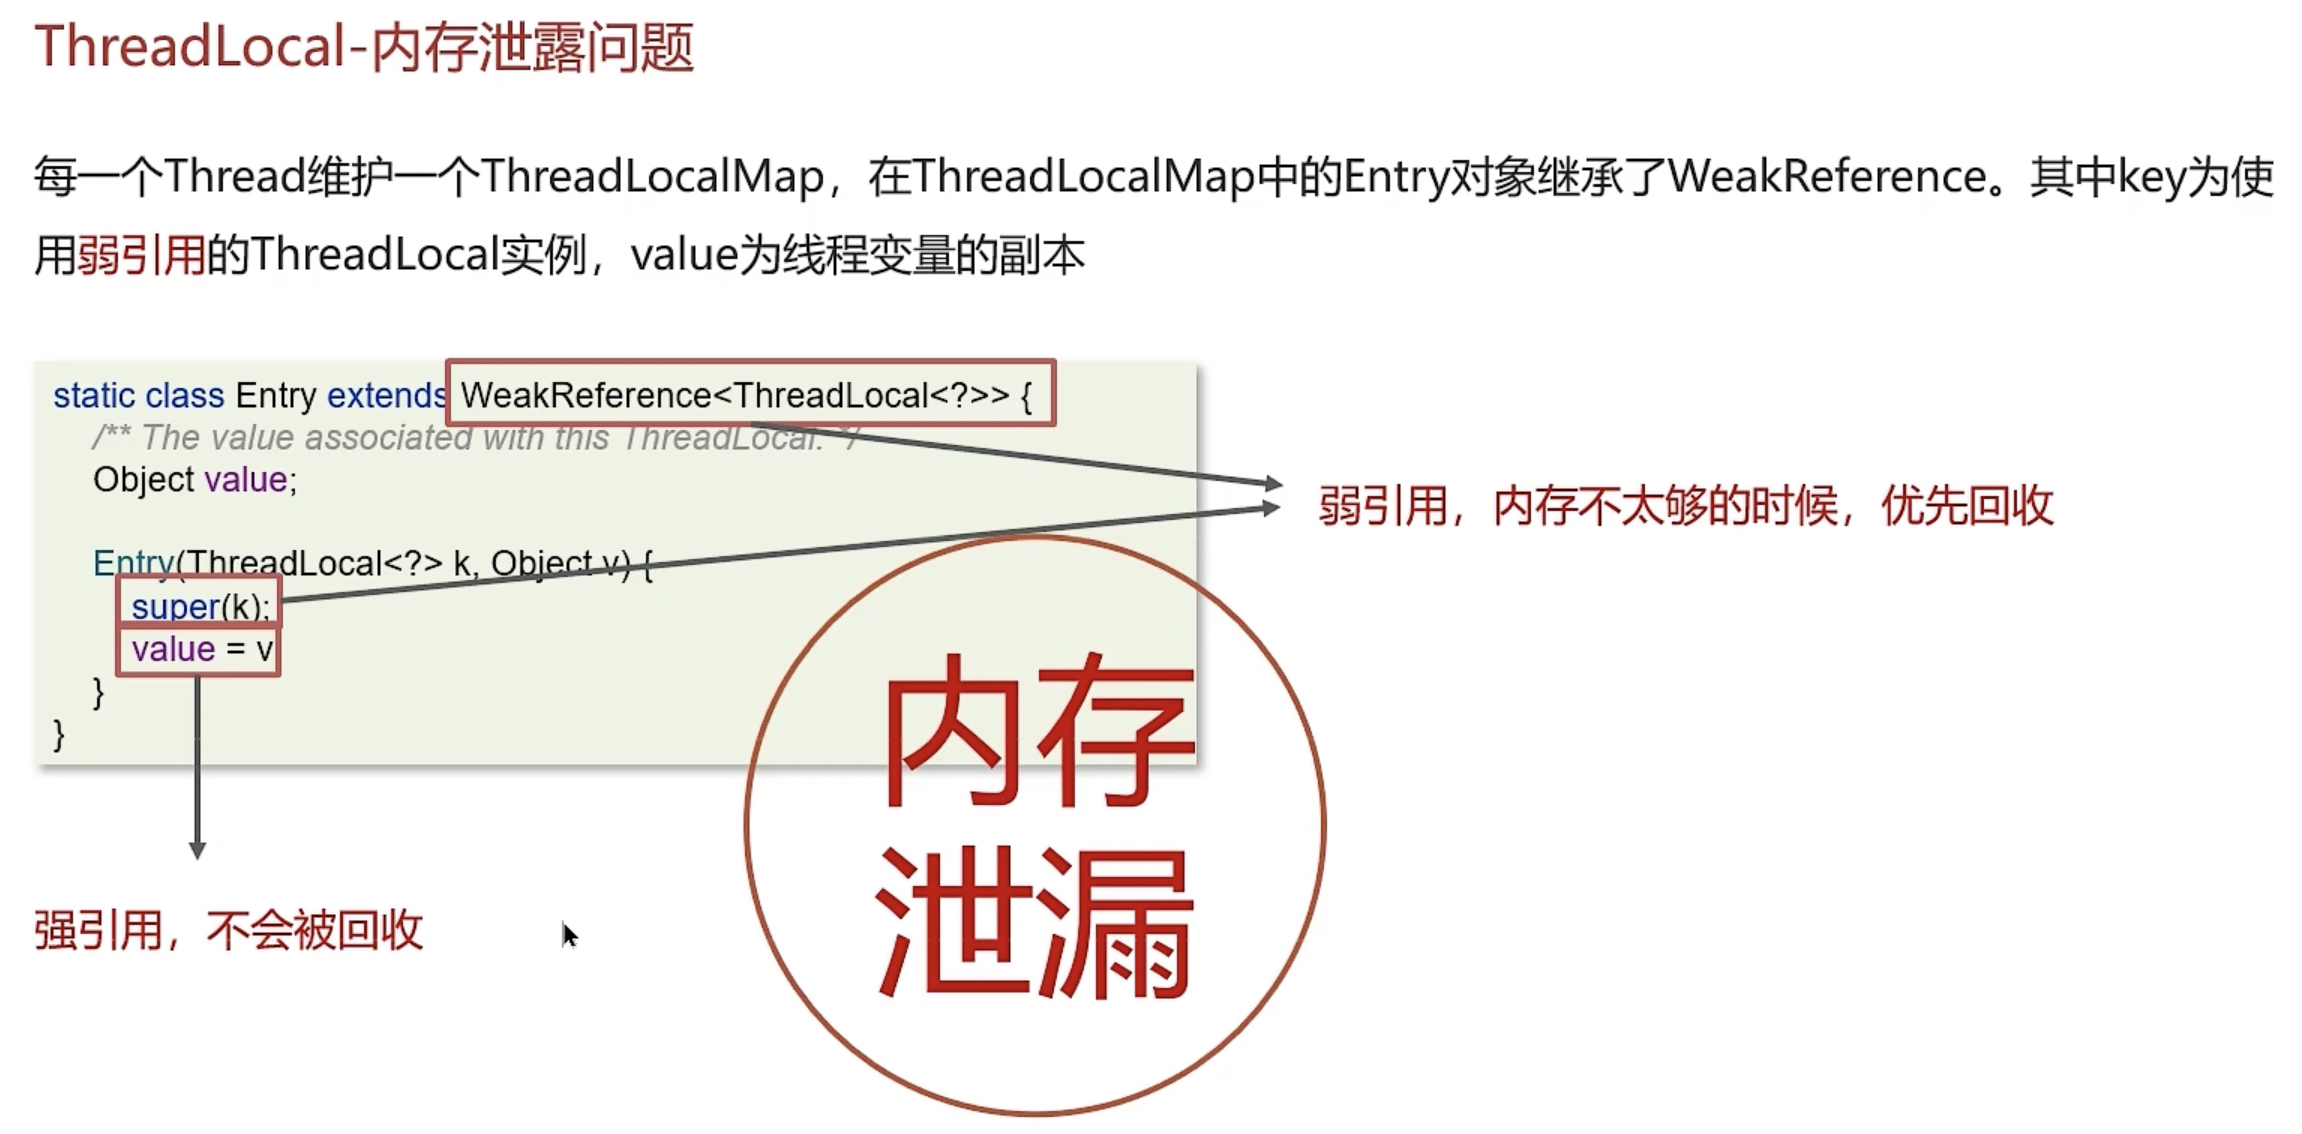 ThreadLocal-内存泄露问题
每一个Thread维护一个ThreadLocalMap，在ThreadLocalMap中的Entry对象继承了WeakReference。其中key为使
用弱引用的ThreadLocal实例，value为线程变量的副本
static class Entry extends WeakReference<ThreadLocal<?>> {
/** The value associated with this ThreadLocal. */
Object value;
弱引用，内存不太够的时候，优先回收
Entry(ThreadLocal<?> k, Object v) {
super(k);
value = v
}
}
内存
泄漏
强引用，不会被回收